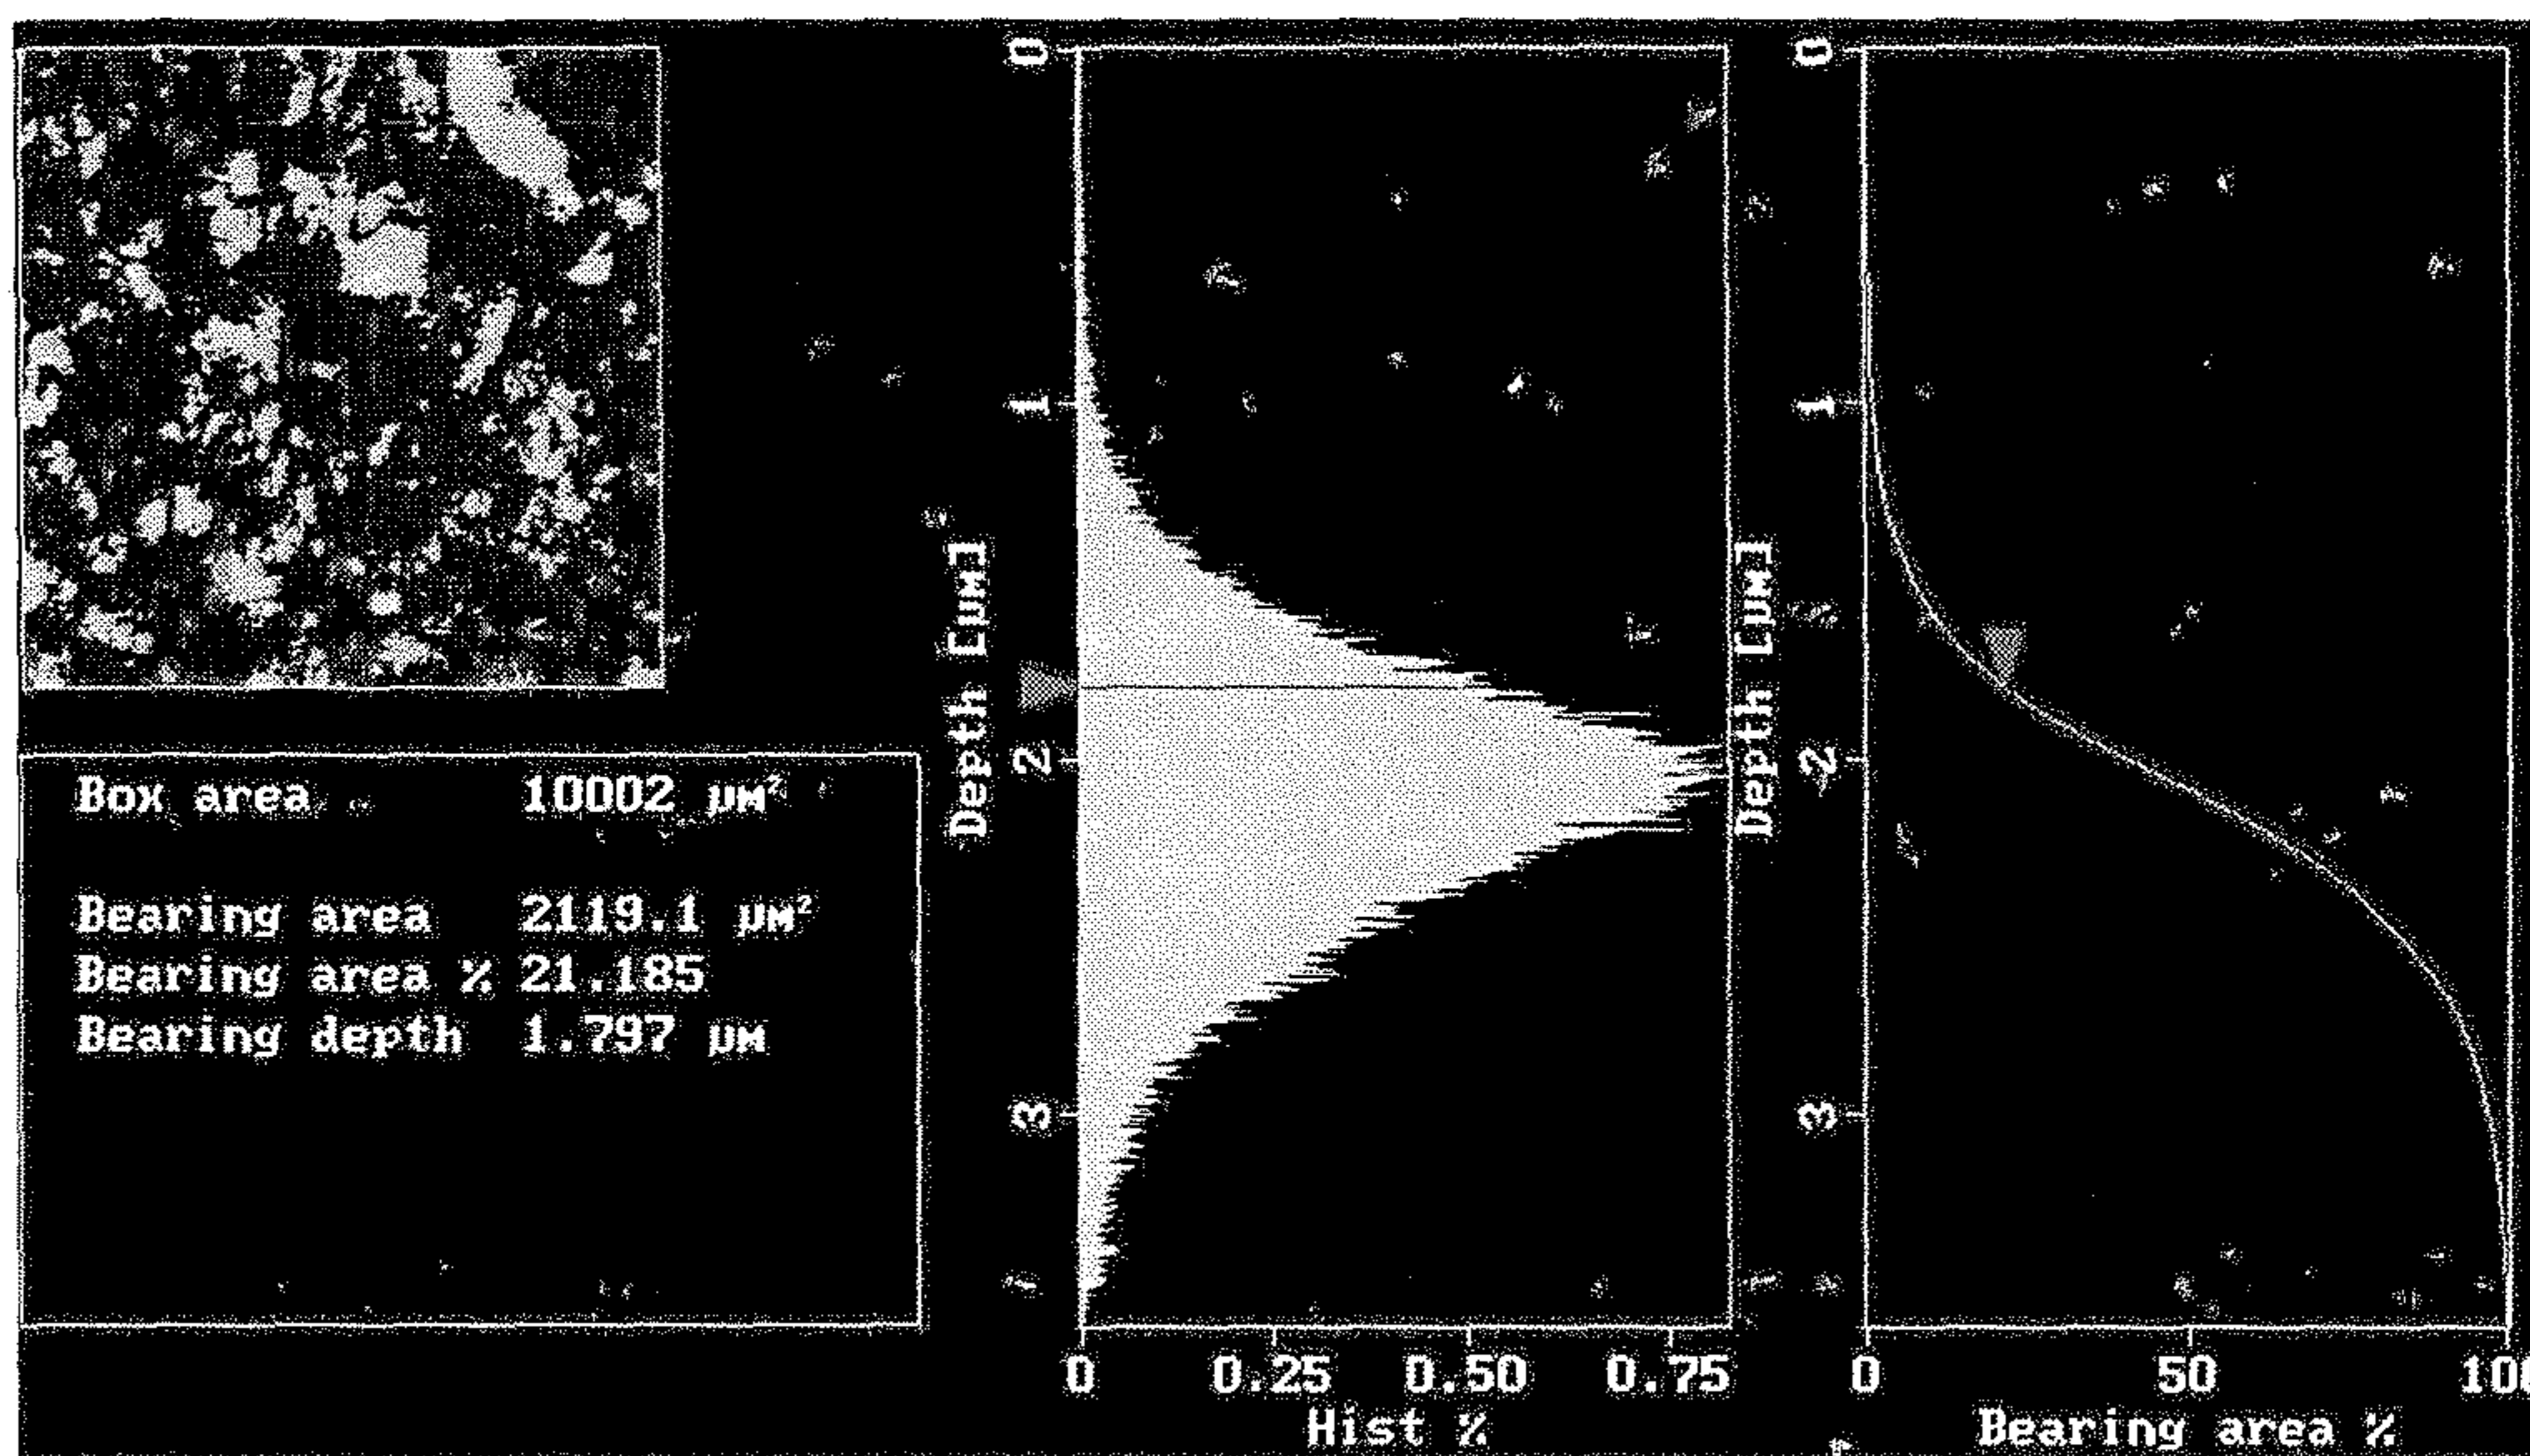 Box area 10002 µm²
Bearing area 2119.1 µm²
Bearing area % 21.185
Bearing depth 1.797 µm
Depth [µm]
0
1
2
3
0 0.25 0.50 0.75
Hist %
Depth [µm]
0
1
2
3
0 50 100
Bearing area %